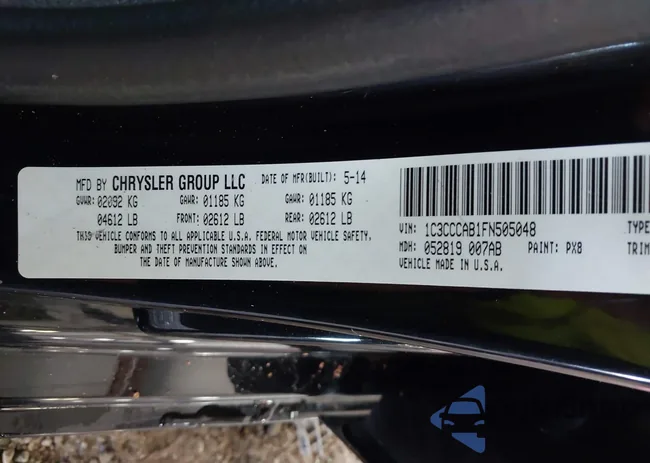 MFD BY CHRYSLER GROUP LLC DATE OF MFR(BUILT): 5-14
GVWR: 02092 KG GAWR: 01185 KG GAWR: 01185 KG
04612 LB FRONT: 02612 LB REAR: 02612 LB
THIS VEHICLE CONFORMS TO ALL APPLICABLE U.S.A. FEDERAL MOTOR VEHICLE SAFETY,
BUMPER AND THEFT PREVENTION STANDARDS IN EFFECT ON
THE DATE OF MANUFACTURE SHOWN ABOVE.
VIN: 1C3CCCAB1FN505048 TYPE
MDH: 052819 007AB PAINT: PX8 TRIM
VEHICLE MADE IN U.S.A.